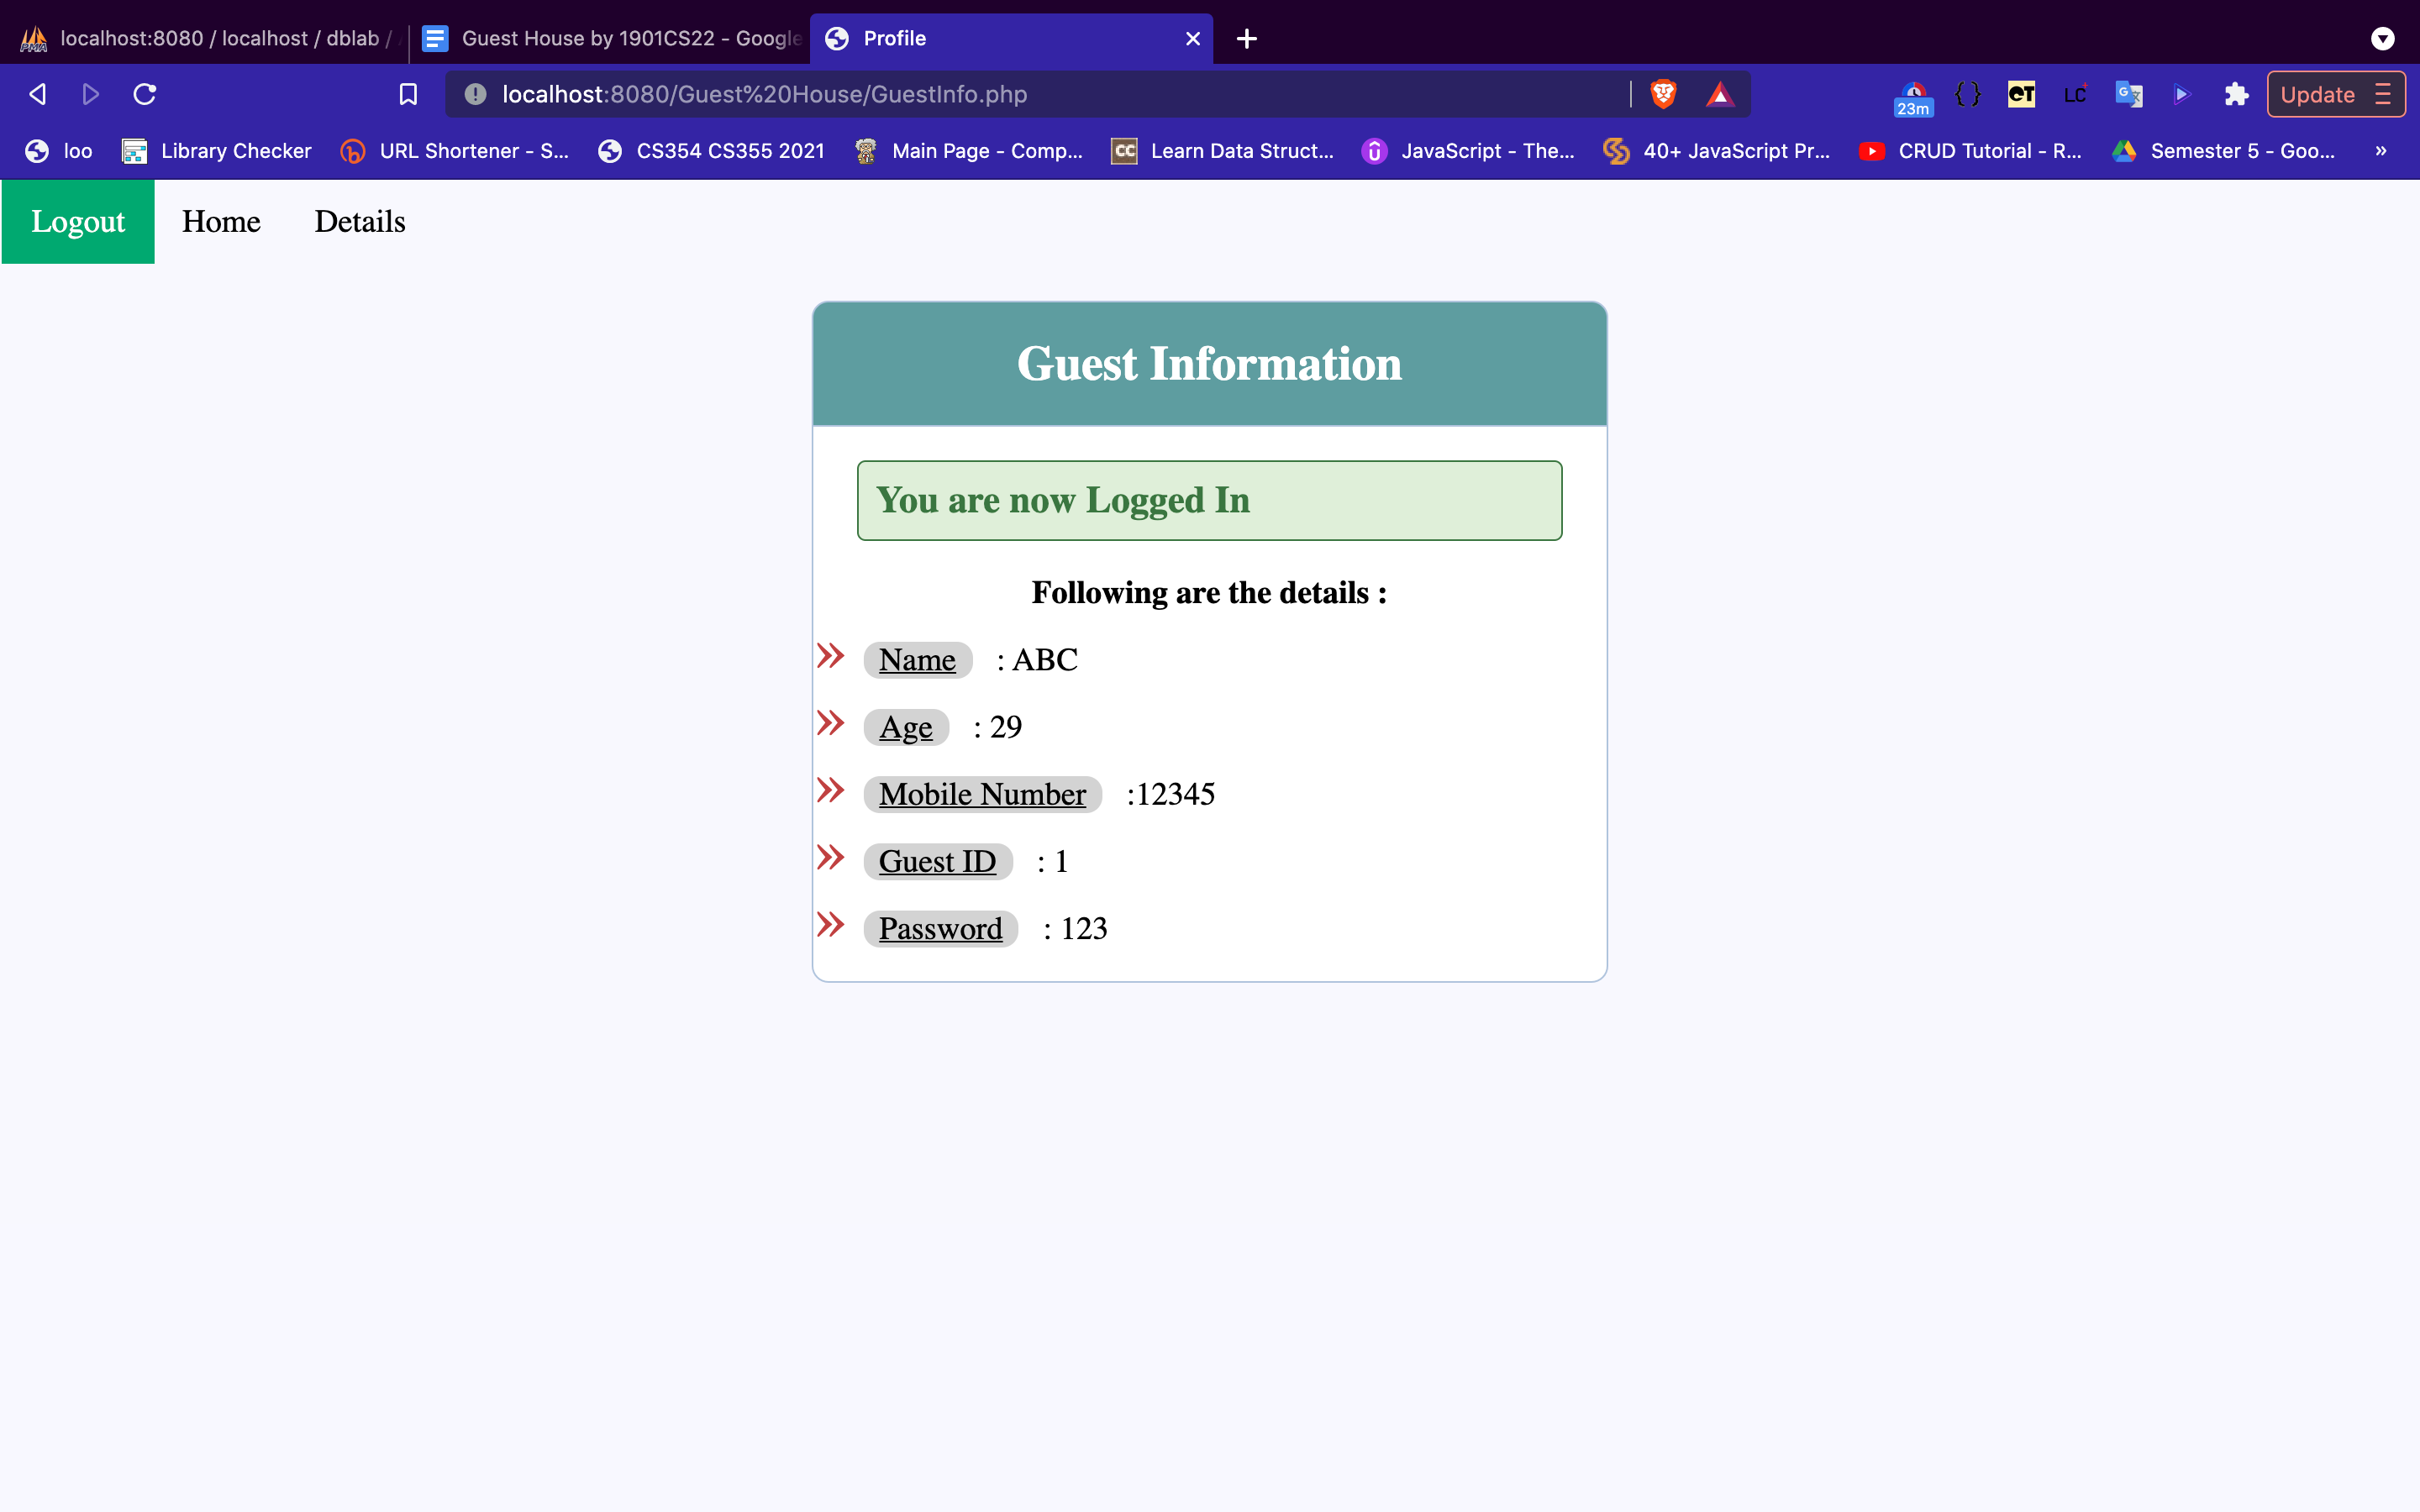 localhost:8080 / localhost / dblab /
Guest House by 1901CS22 - Google
Profile
localhost:8080/Guest%20House/GuestInfo.php
23m
LC
Update
loo
Library Checker
URL Shortener - S...
CS354 CS355 2021
Main Page - Comp...
CC
Learn Data Struct...
JavaScript - The...
40+ JavaScript Pr...
CRUD Tutorial - R...
Semester 5 - Goo...
»
Logout
Home
Details
Guest Information
You are now Logged In
Following are the details :
» Name : ABC
» Age : 29
» Mobile Number :12345
» Guest ID : 1
» Password : 123